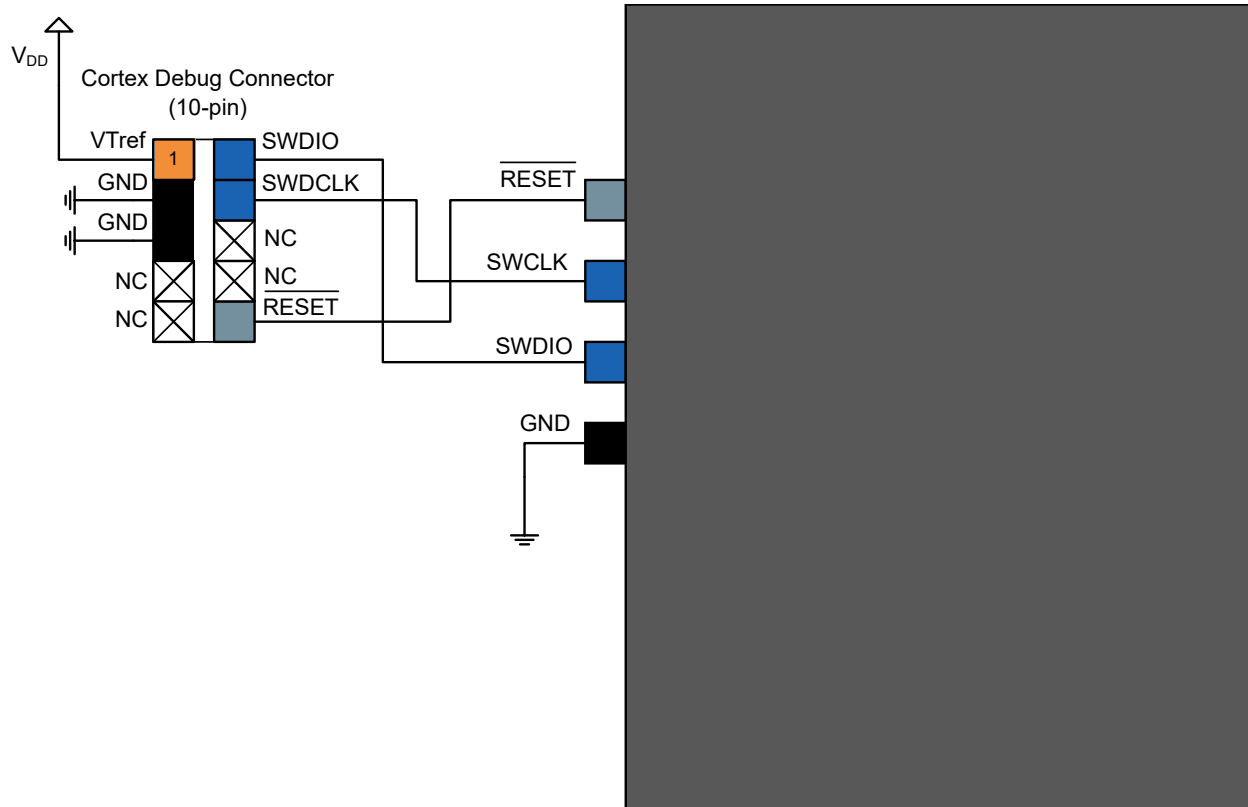 VDD
Cortex Debug Connector
(10-pin)
VTref
1
SWDIO
GND
SWDCLK
GND
NC
NC
NC
NC
RESET
RESET
SWCLK
SWDIO
GND